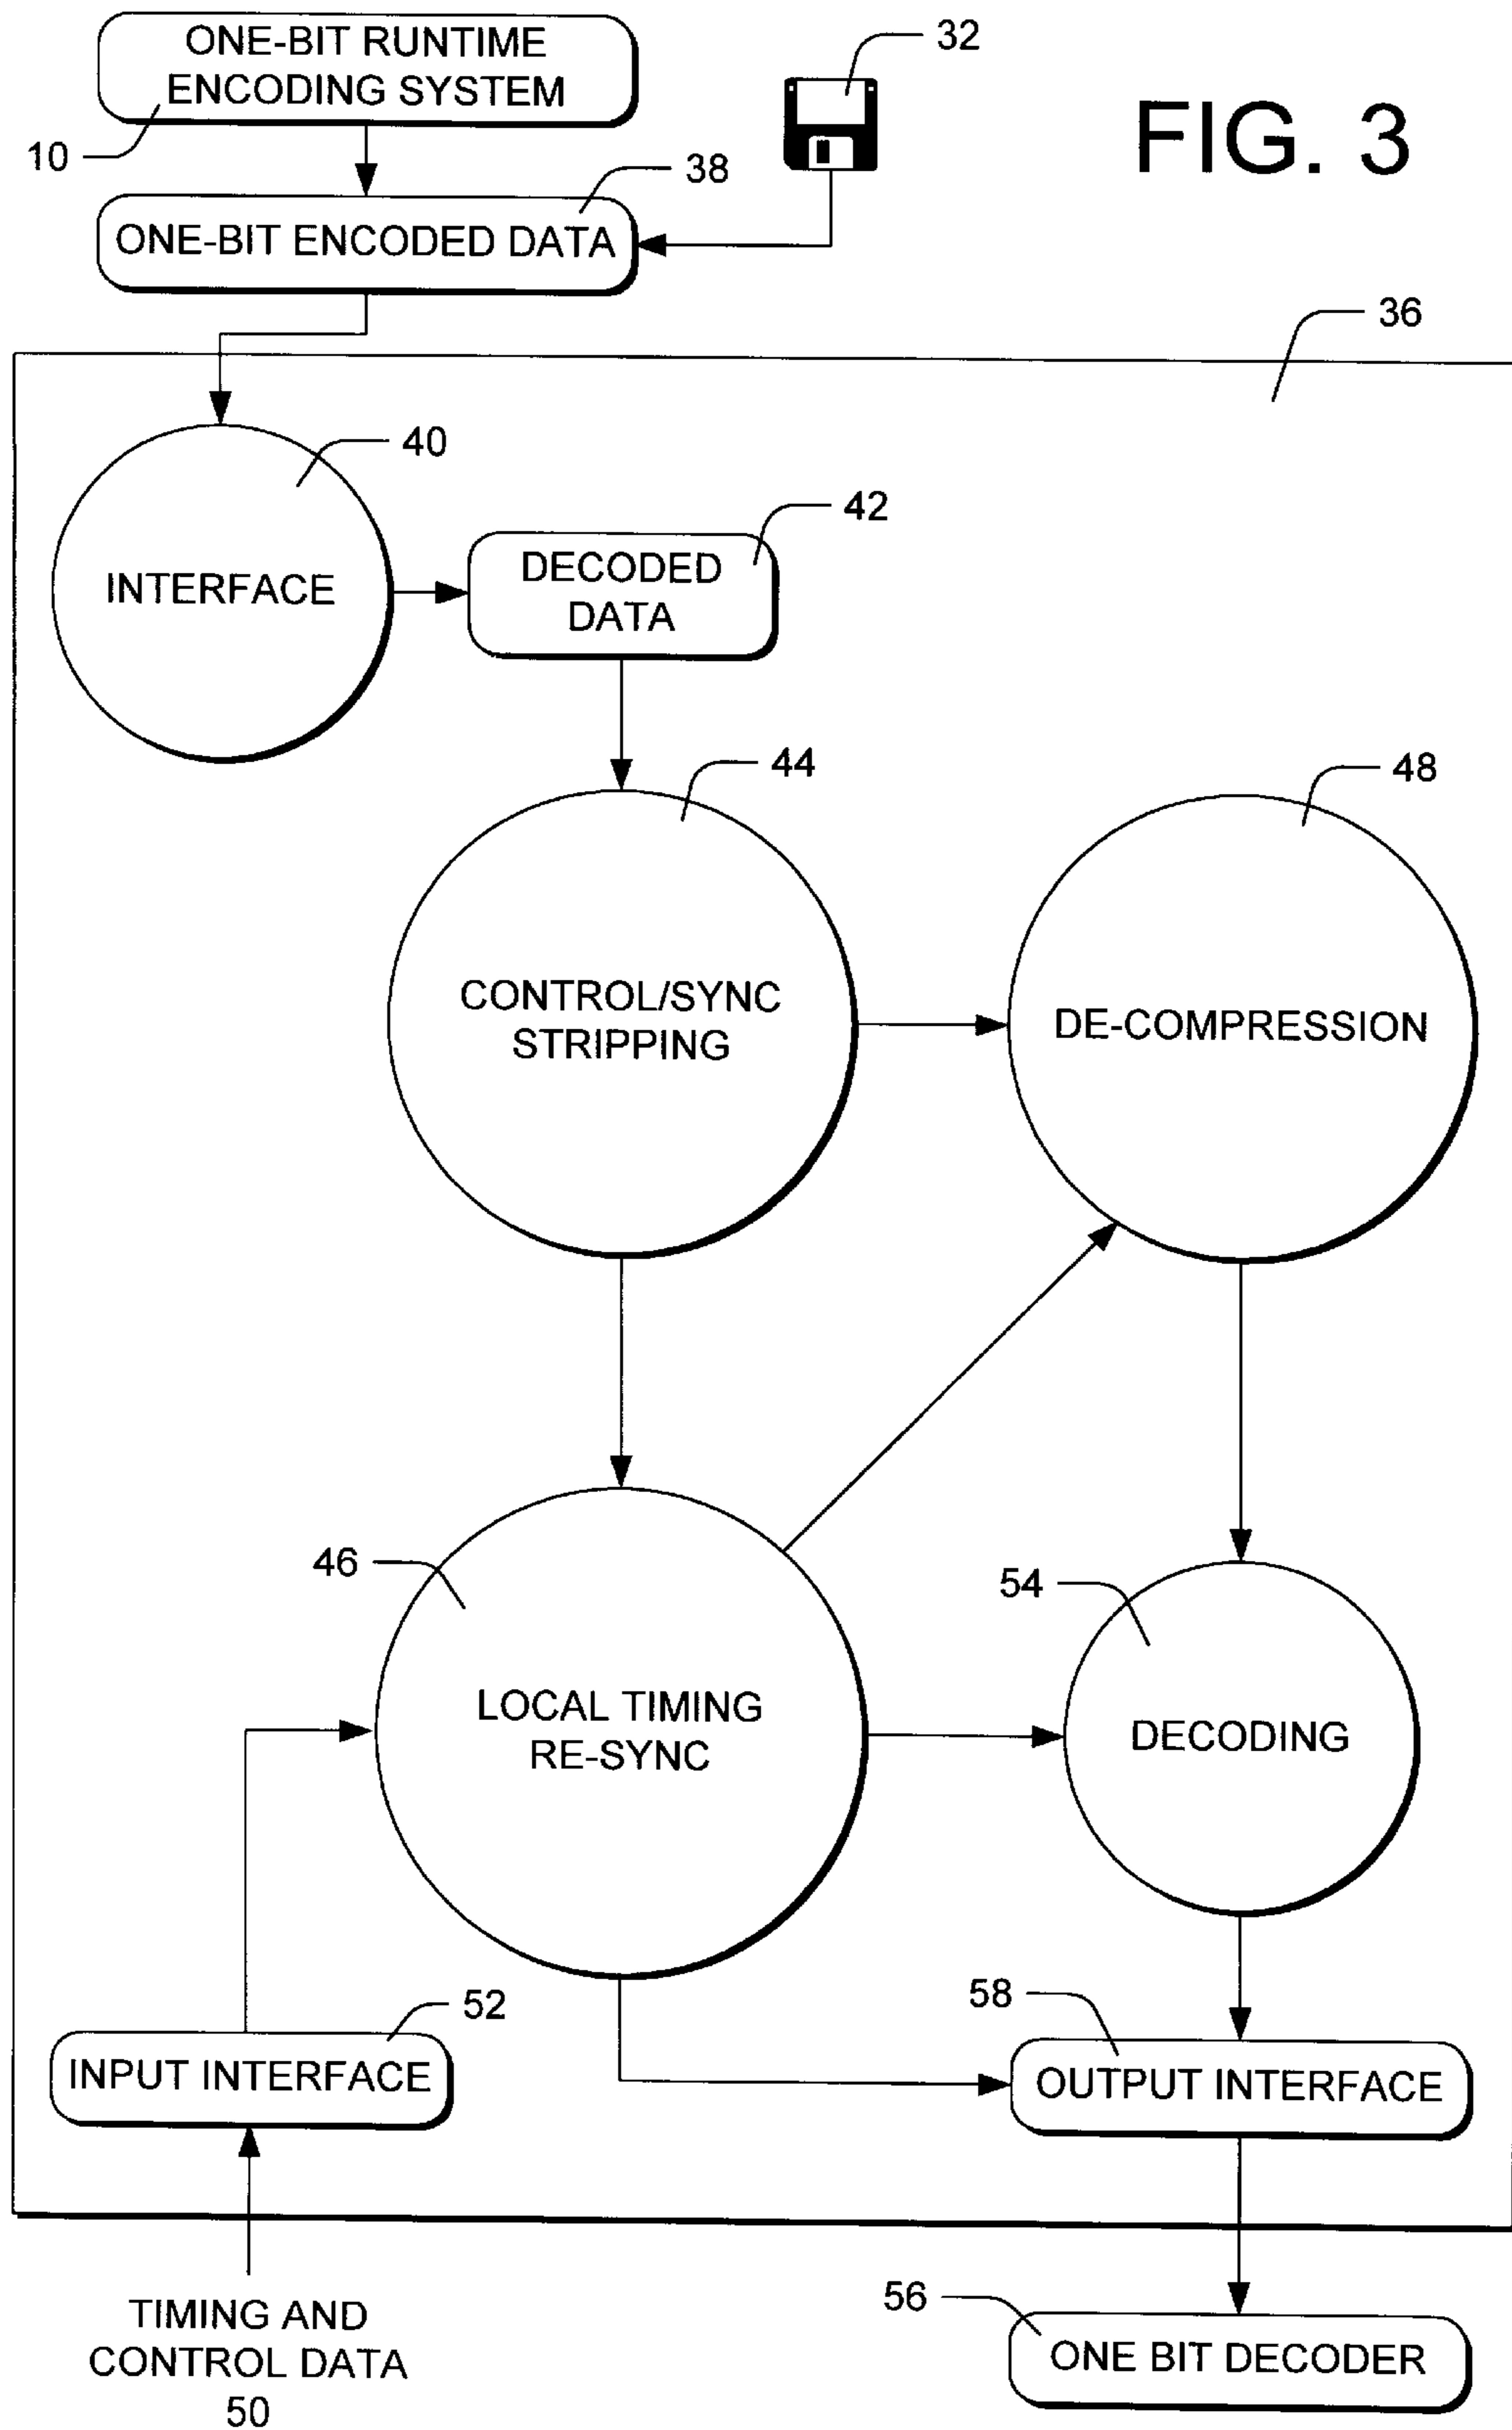 ONE-BIT RUNTIME
ENCODING SYSTEM
32
FIG. 3
10
38
ONE-BIT ENCODED DATA
36
40
42
INTERFACE
DECODED
DATA
44
48
CONTROL/SYNC
STRIPPING
DE-COMPRESSION
46
54
LOCAL TIMING
RE-SYNC
DECODING
52
58
INPUT INTERFACE
OUTPUT INTERFACE
56
TIMING AND
CONTROL DATA
50
ONE BIT DECODER